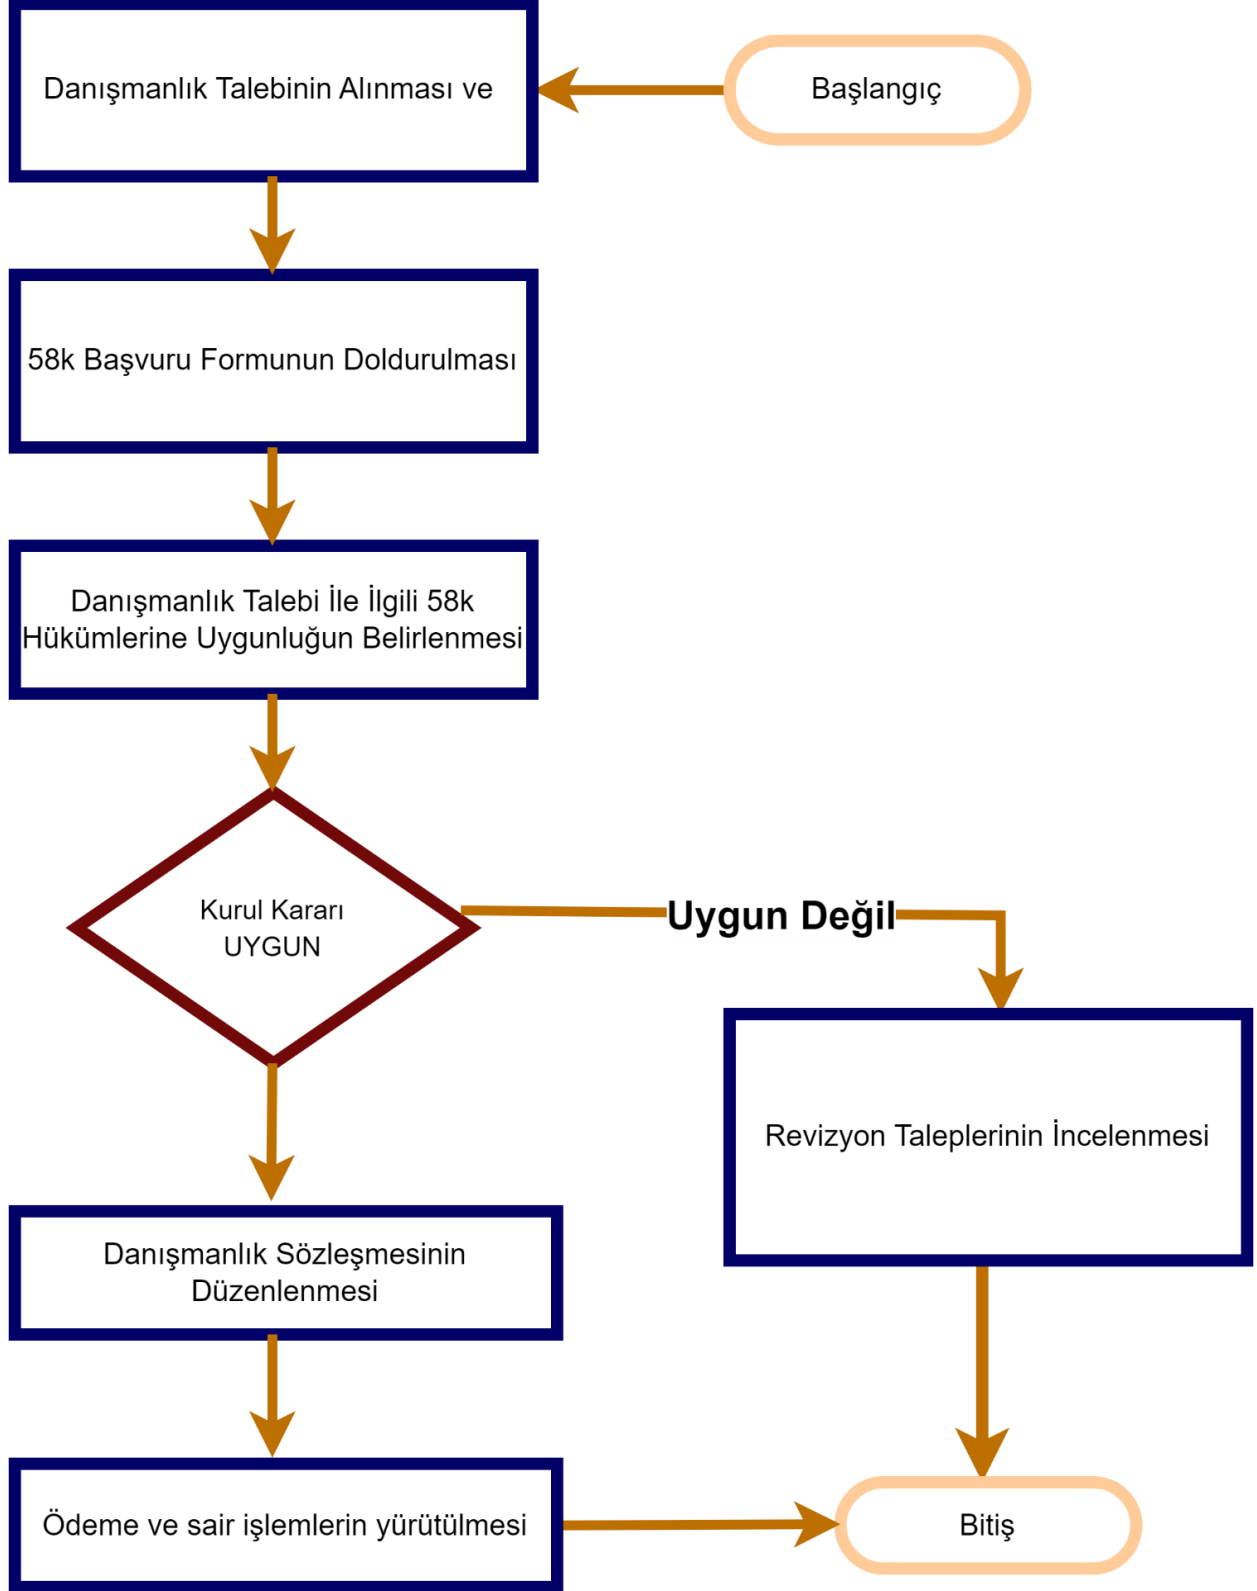 Başlangıç
Danışmanlık Talebinin Alınması ve
58k Başvuru Formunun Doldurulması
Danışmanlık Talebi İle İlgili 58k
Hükümlerine Uygunluğun Belirlenmesi
Kurul Kararı
UYGUN
Uygun Değil
Revizyon Taleplerinin İncelenmesi
Danışmanlık Sözleşmesinin
Düzenlenmesi
Ödeme ve sair işlemlerin yürütülmesi
Bitiş